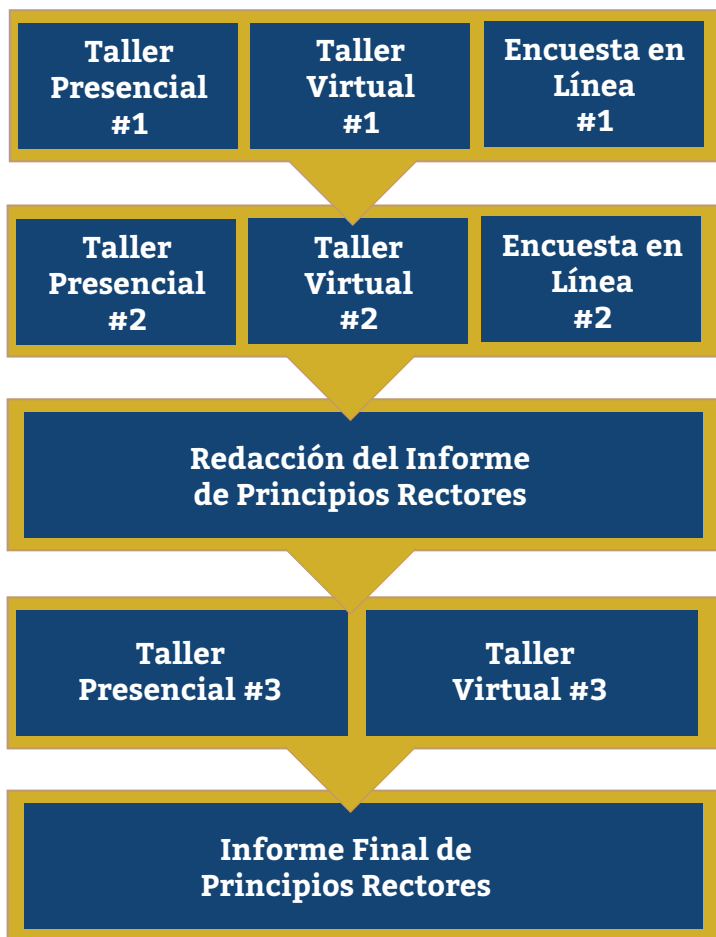 Taller
Presencial
#1
Taller
Virtual
#1
Encuesta en
Línea
#1
Taller
Presencial
#2
Taller
Virtual
#2
Encuesta en
Línea
#2
Redacción del Informe
de Principios Rectores
Taller
Presencial #3
Taller
Virtual #3
Informe Final de
Principios Rectores